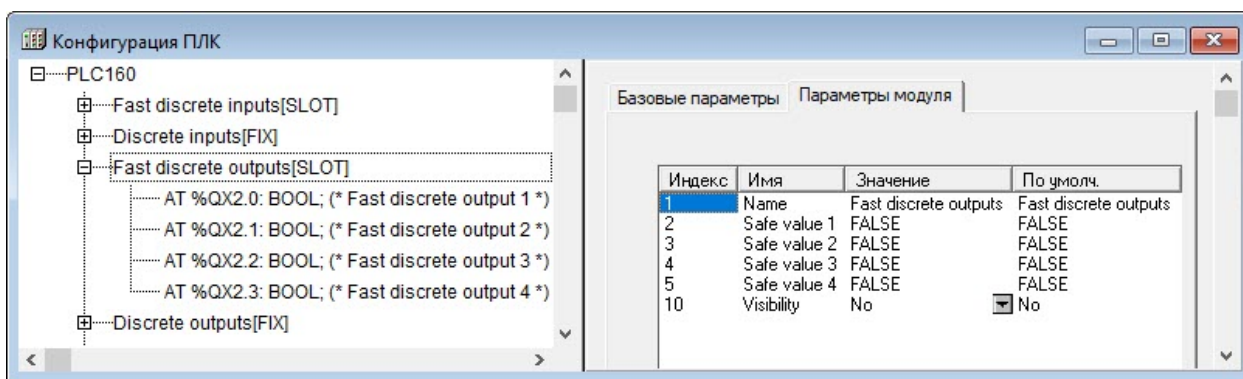 Конфигурация ПЛК
PLC160
Fast discrete inputs[SLOT]
Discrete inputs[FIX]
Fast discrete outputs[SLOT]
AT %QX2.0: BOOL; (* Fast discrete output 1 *)
AT %QX2.1: BOOL; (* Fast discrete output 2 *)
AT %QX2.2: BOOL; (* Fast discrete output 3 *)
AT %QX2.3: BOOL; (* Fast discrete output 4 *)
Discrete outputs[FIX]
Базовые параметры Параметры модуля
Индекс Имя Значение По умолч.
1 Name Fast discrete outputs Fast discrete outputs
2 Safe value 1 FALSE FALSE
3 Safe value 2 FALSE FALSE
4 Safe value 3 FALSE FALSE
5 Safe value 4 FALSE FALSE
10 Visibility No No